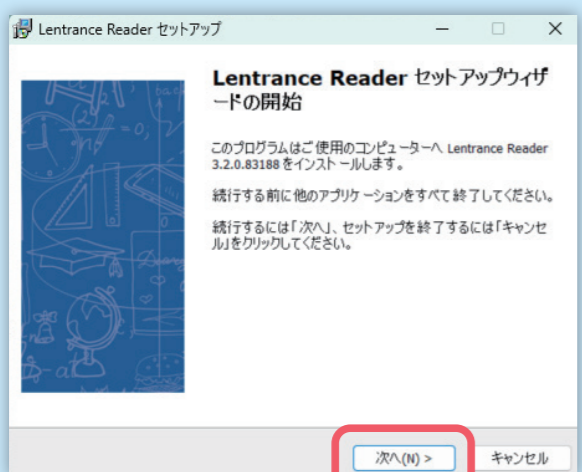 Lentrance Reader セットアップ
Lentrance Reader セットアップウィザ
ードの開始
このプログラムはご使用のコンピューターへ Lentrance Reader
3.2.0.83188 をインストールします。
続行する前に他のアプリケーションをすべて終了してください。
続行するには「次へ」、セットアップを終了するには「キャンセ
ル」をクリックしてください。
次へ(N) >
キャンセル